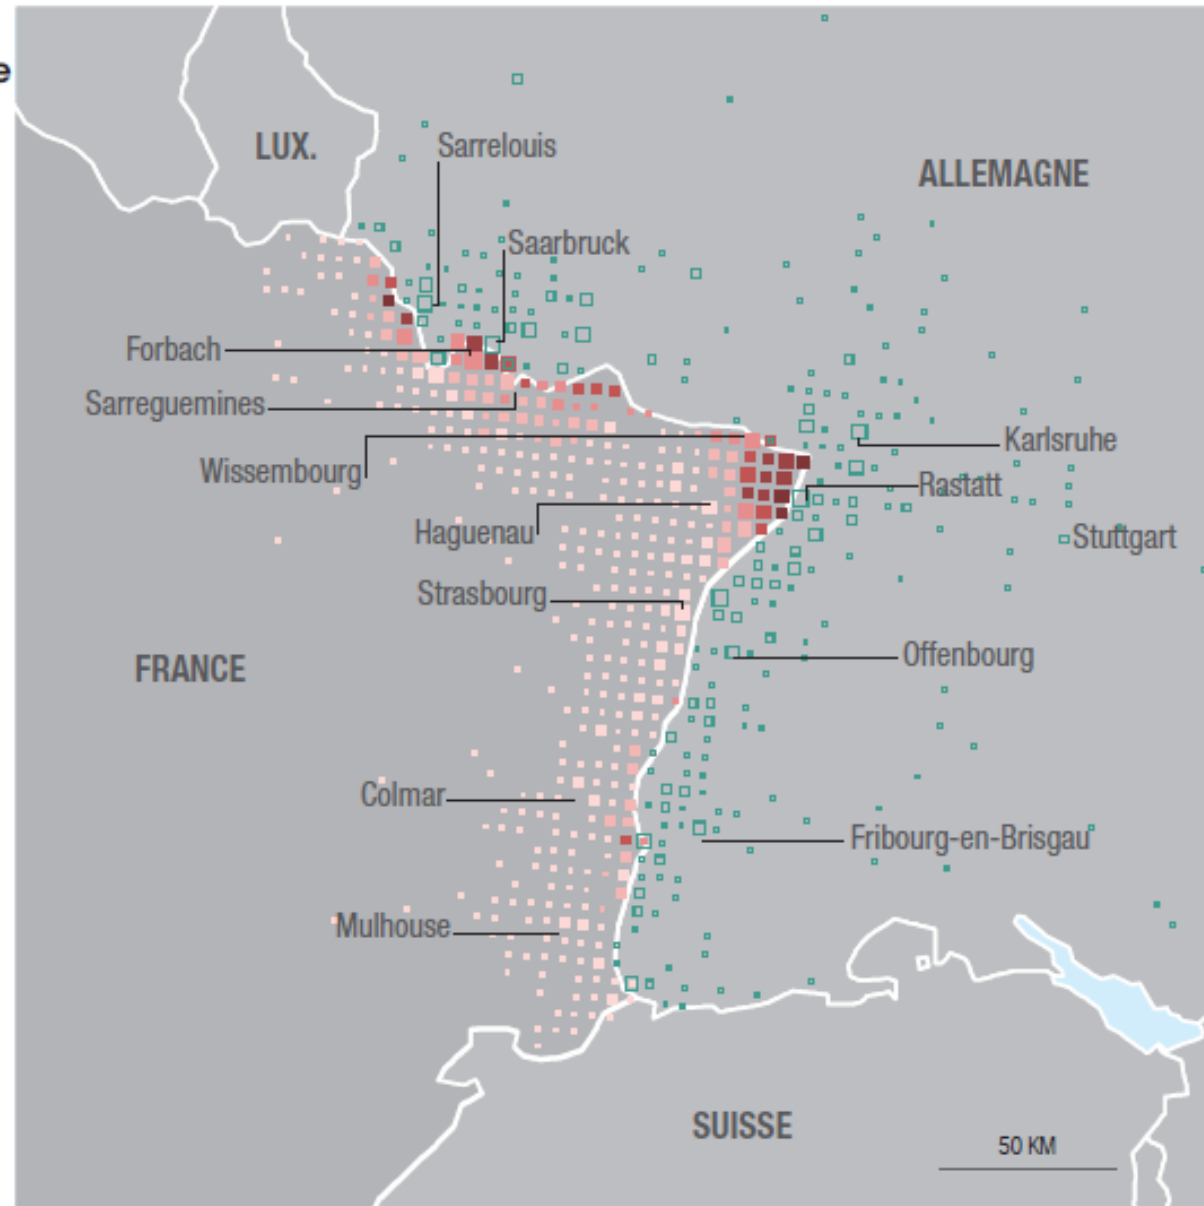 e
LUX.
Sarrelouis
ALLEMAGNE
Saarbruck
Forbach
Sarreguemines
Karlsruhe
Wissembourg
Rastatt
Haguenau
Stuttgart
Strasbourg
Offenbourg
FRANCE
Colmar
Fribourg-en-Brisgau
Mulhouse
SUISSE
50 KM